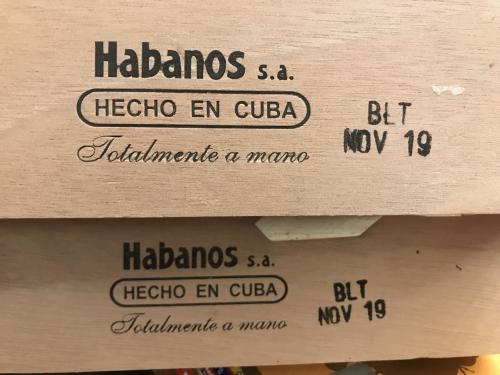 Habanos s.a.
HECHO EN CUBA
Totalmente a mano
BLT
NOV 19
Habanos s.a.
HECHO EN CUBA
Totalmente a mano
BLT
NOV 19